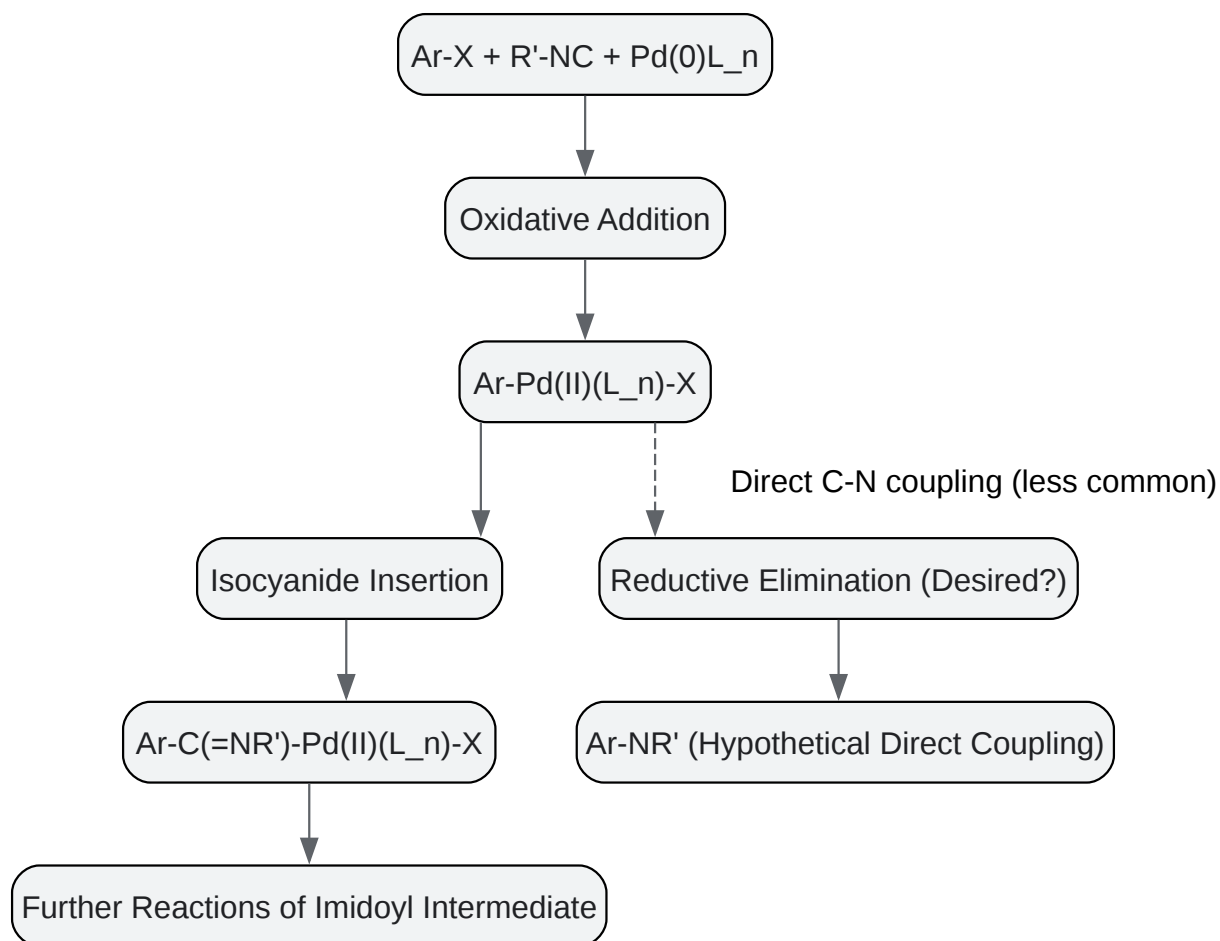 Ar-X + R'-NC + Pd(0)L_n
Oxidative Addition
Ar-Pd(II)(L_n)-X
Direct C-N coupling (less common)
Isocyanide Insertion
Reductive Elimination (Desired?)
Ar-C(=NR')-Pd(II)(L_n)-X
Ar-NR' (Hypothetical Direct Coupling)
Further Reactions of Imidoyl Intermediate